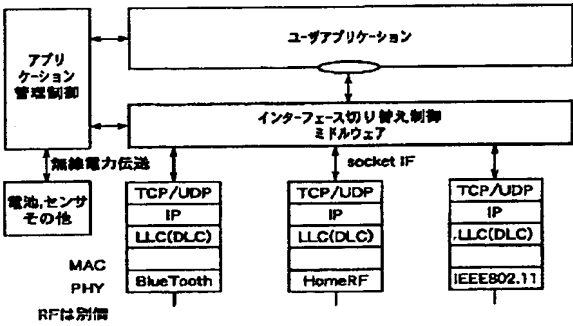 ユーザアプリケーション
アプリ
ケーション
管理制御
インターフェース切り替え制御
ミドルウェア
無線電力伝送
socket IF
電池,センサ
その他
TCP/UDP
IP
LLC(DLC)
BlueTooth
TCP/UDP
IP
LLC(DLC)
HomeRF
TCP/UDP
IP
LLC(DLC)
IEEE802.11
MAC
PHY
RFは別個